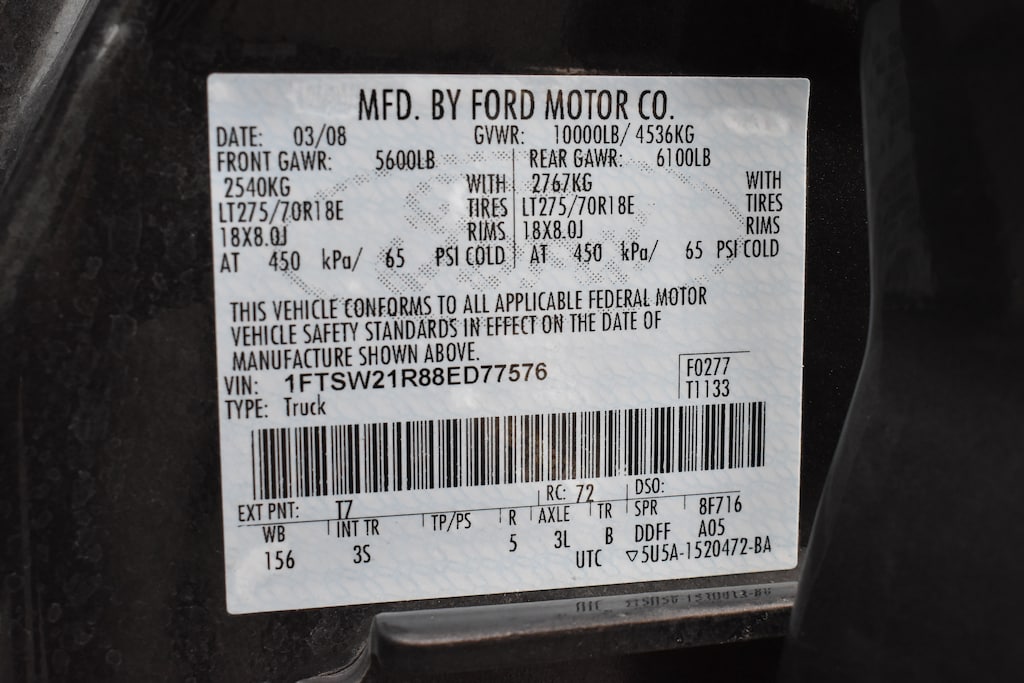 MFD. BY FORD MOTOR CO.
DATE: 03/08 GVWR: 10000LB/ 4536KG
FRONT GAWR: 5600LB REAR GAWR: 6100LB
2540KG WITH 2767KG WITH
LT275/70R18E TIRES LT275/70R18E TIRES
18X8.0J RIMS 18X8.0J RIMS
AT 450 kPa/ 65 PSI COLD AT 450 kPa/ 65 PSI COLD
THIS VEHICLE CONFORMS TO ALL APPLICABLE FEDERAL MOTOR
VEHICLE SAFETY STANDARDS IN EFFECT ON THE DATE OF
MANUFACTURE SHOWN ABOVE.
VIN: 1FTSW21R88ED77576 F0277
TYPE: Truck T1133
EXT PNT: T7 RC: 72 DSO:
WB INT TR TP/PS R AXLE TR SPR 8F716
156 3S 5 3L B DDFF A05
UTC ▽5U5A-1520472-BA